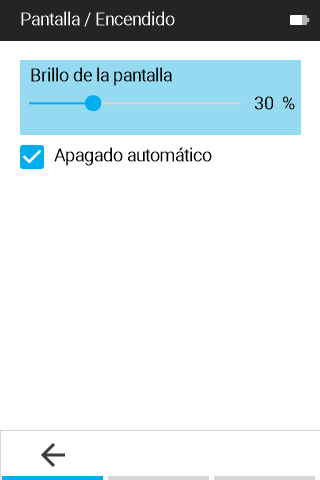 Pantalla / Encendido
Brillo de la pantalla
30 %
Apagado automático